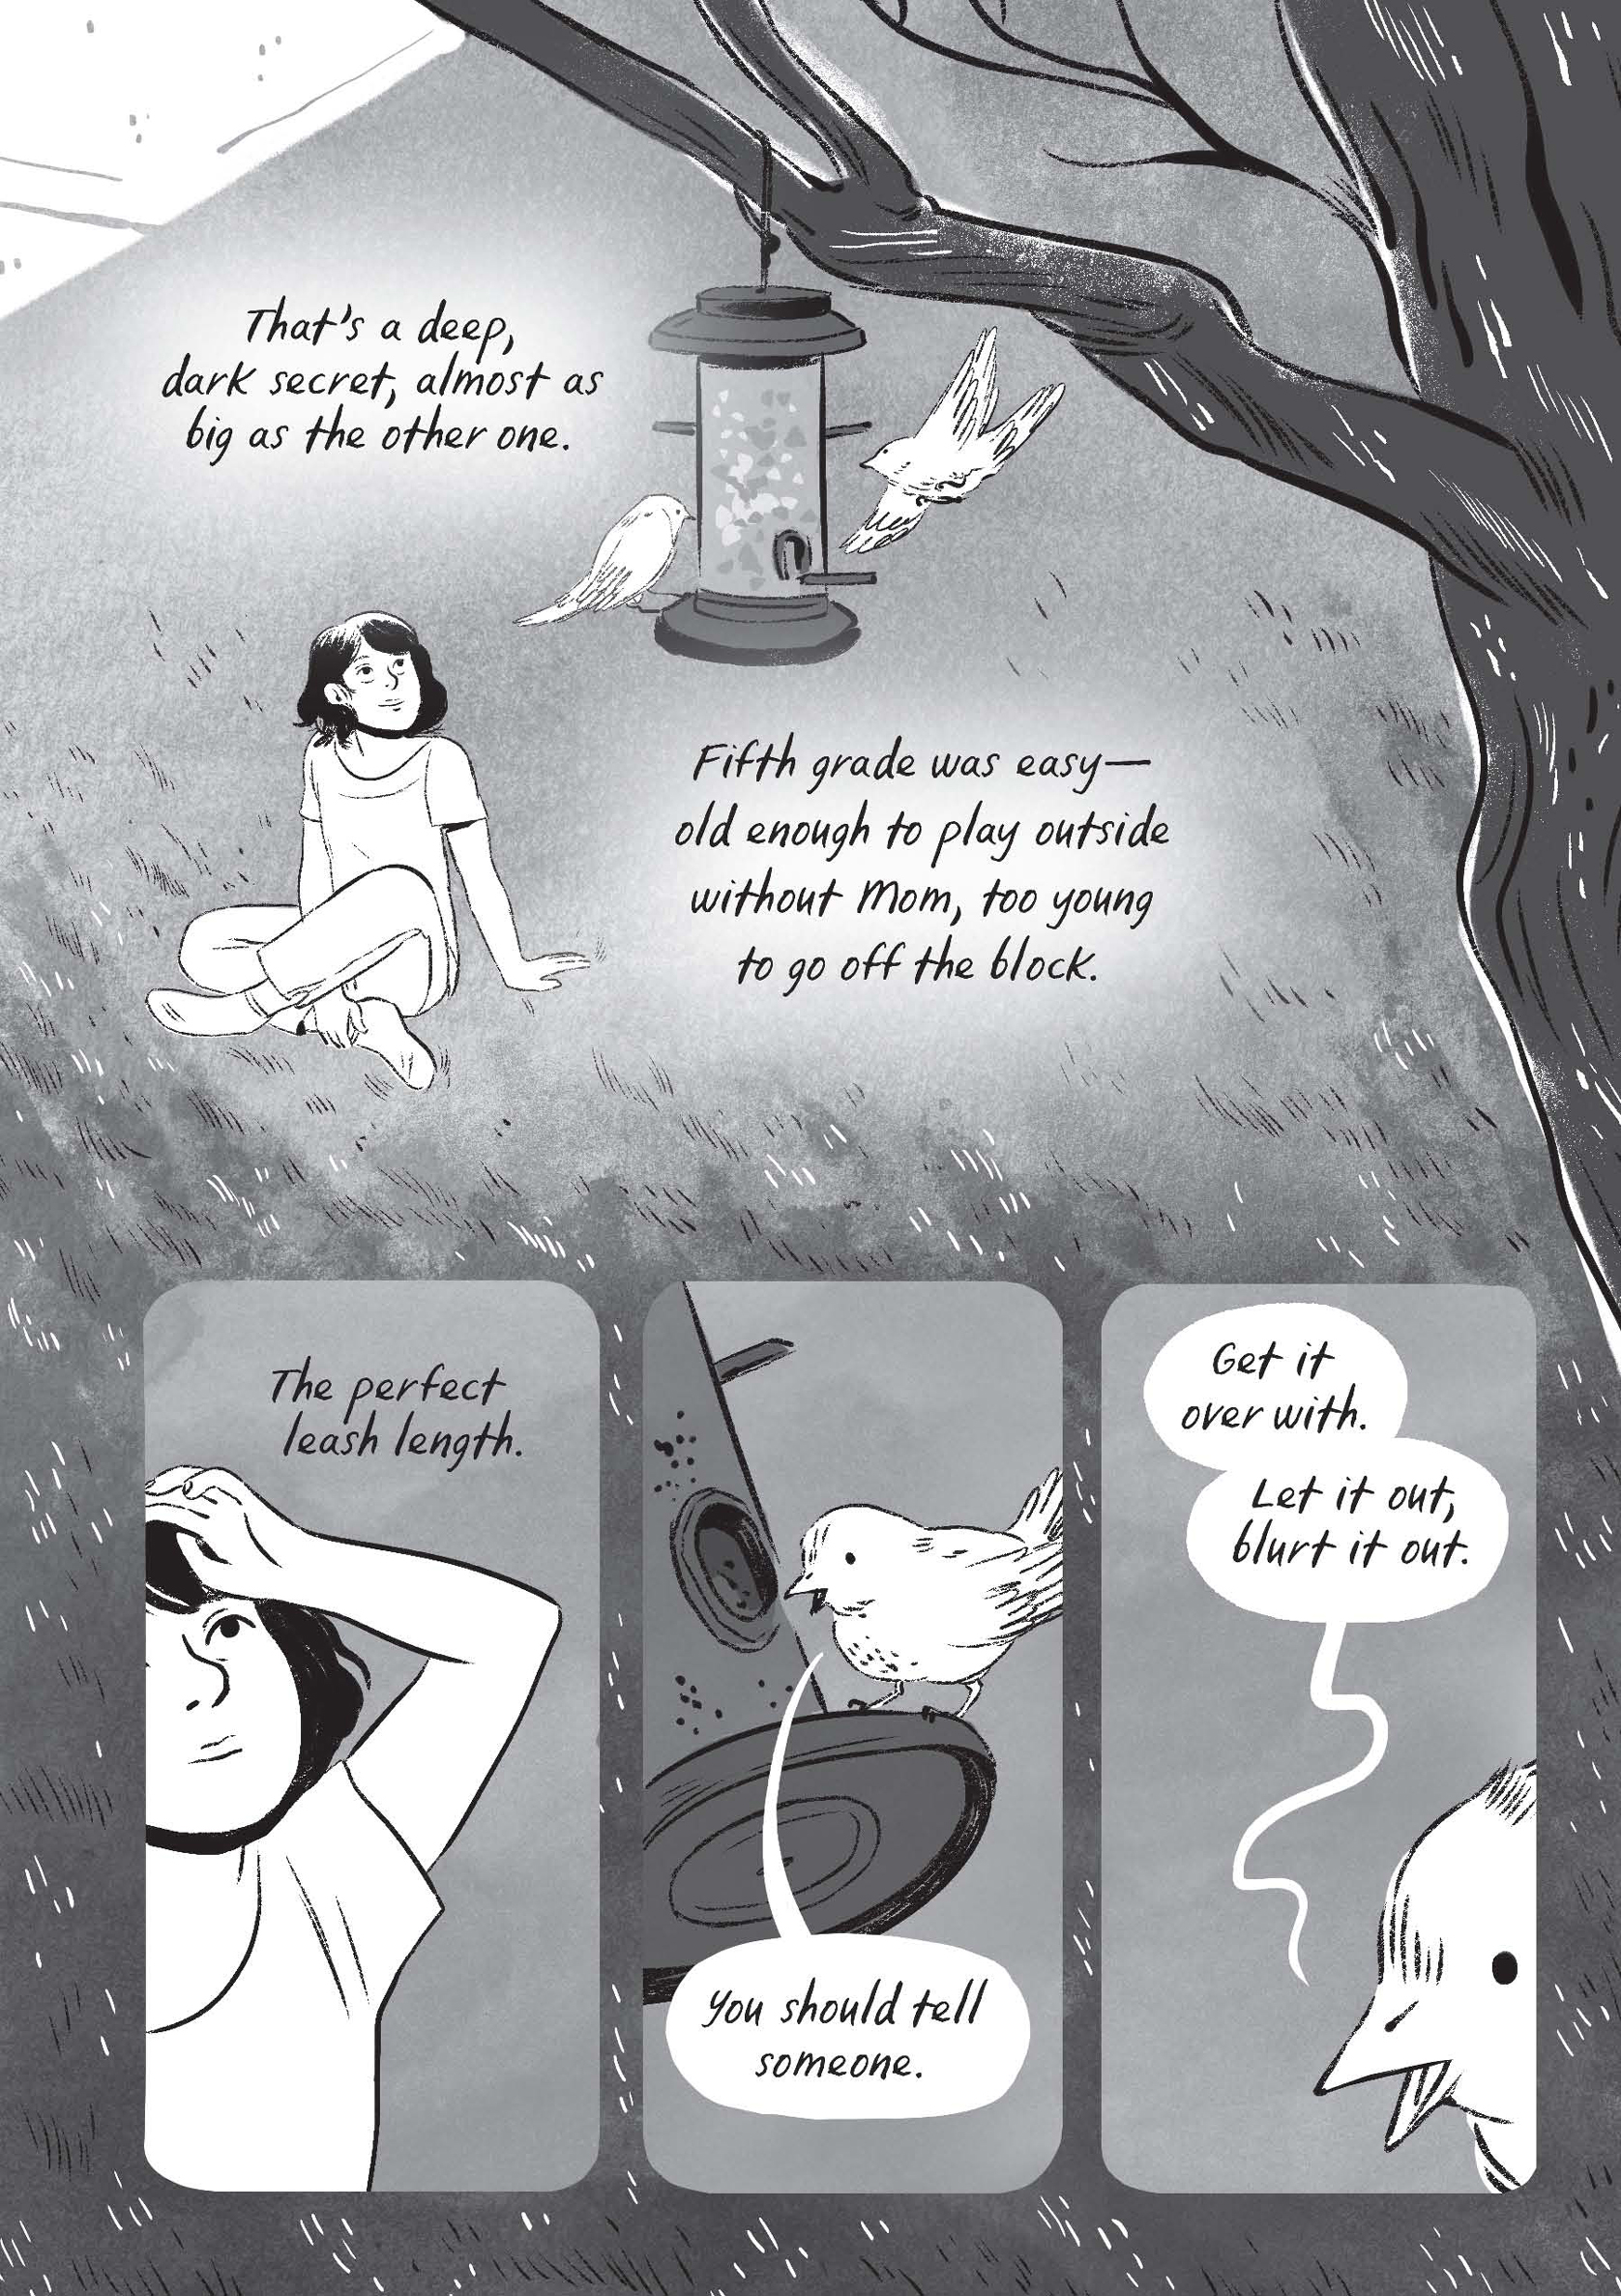 That's a deep,
dark secret, almost as
big as the other one.
Fifth grade was easy—
old enough to play outside
without Mom, too young
to go off the block.
The perfect
leash length.
You should tell
someone.
Get it
over with.
Let it out,
blurt it out.